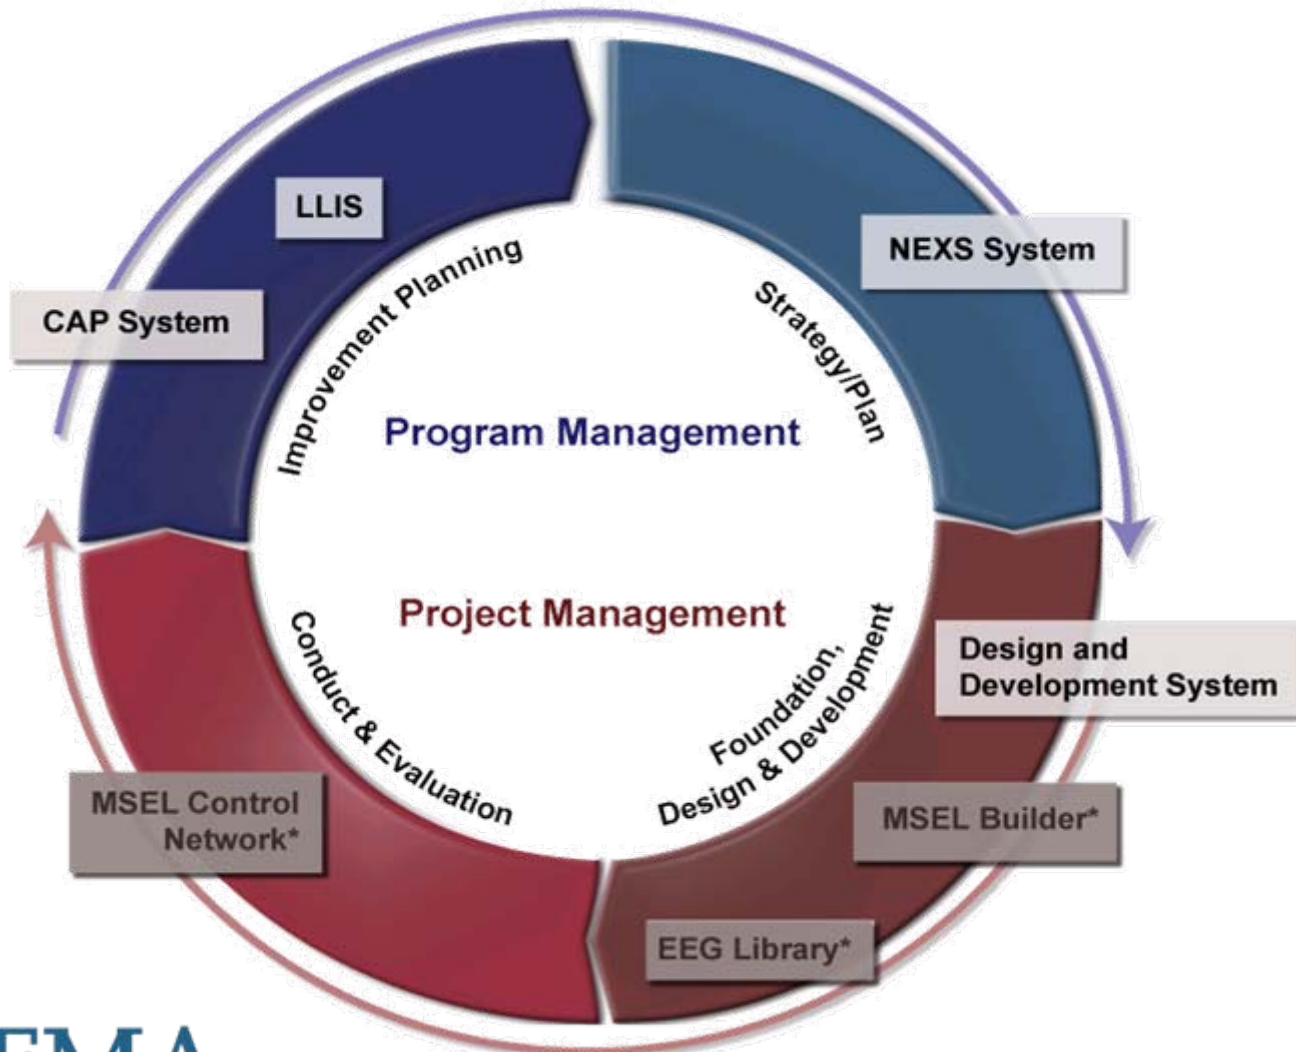 LLIS
NEXS System
CAP System
Improvement Planning
Strategy/Plan
Program Management
Project Management
Conduct & Evaluation
Foundation,
Design & Development
Design and
Development System
MSEL Control
Network*
MSEL Builder*
EEG Library*